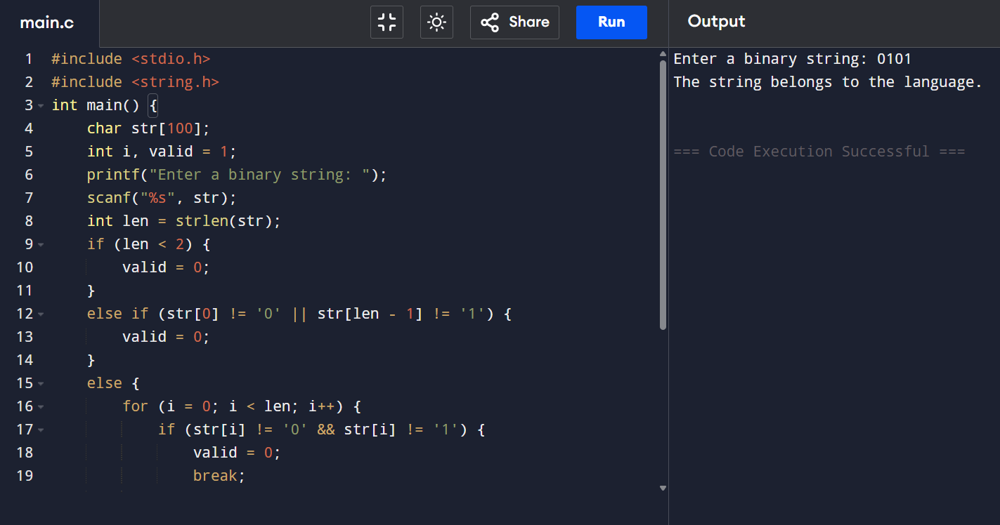 main.c
Share
Run
Output
1 #include <stdio.h>
2 #include <string.h>
3 int main() {
4     char str[100];
5     int i, valid = 1;
6     printf("Enter a binary string: ");
7     scanf("%s", str);
8     int len = strlen(str);
9     if (len < 2) {
10         valid = 0;
11     }
12     else if (str[0] != '0' || str[len - 1] != '1') {
13         valid = 0;
14     }
15     else {
16         for (i = 0; i < len; i++) {
17             if (str[i] != '0' && str[i] != '1') {
18                 valid = 0;
19                 break;
Enter a binary string: 0101
The string belongs to the language.
=== Code Execution Successful ===